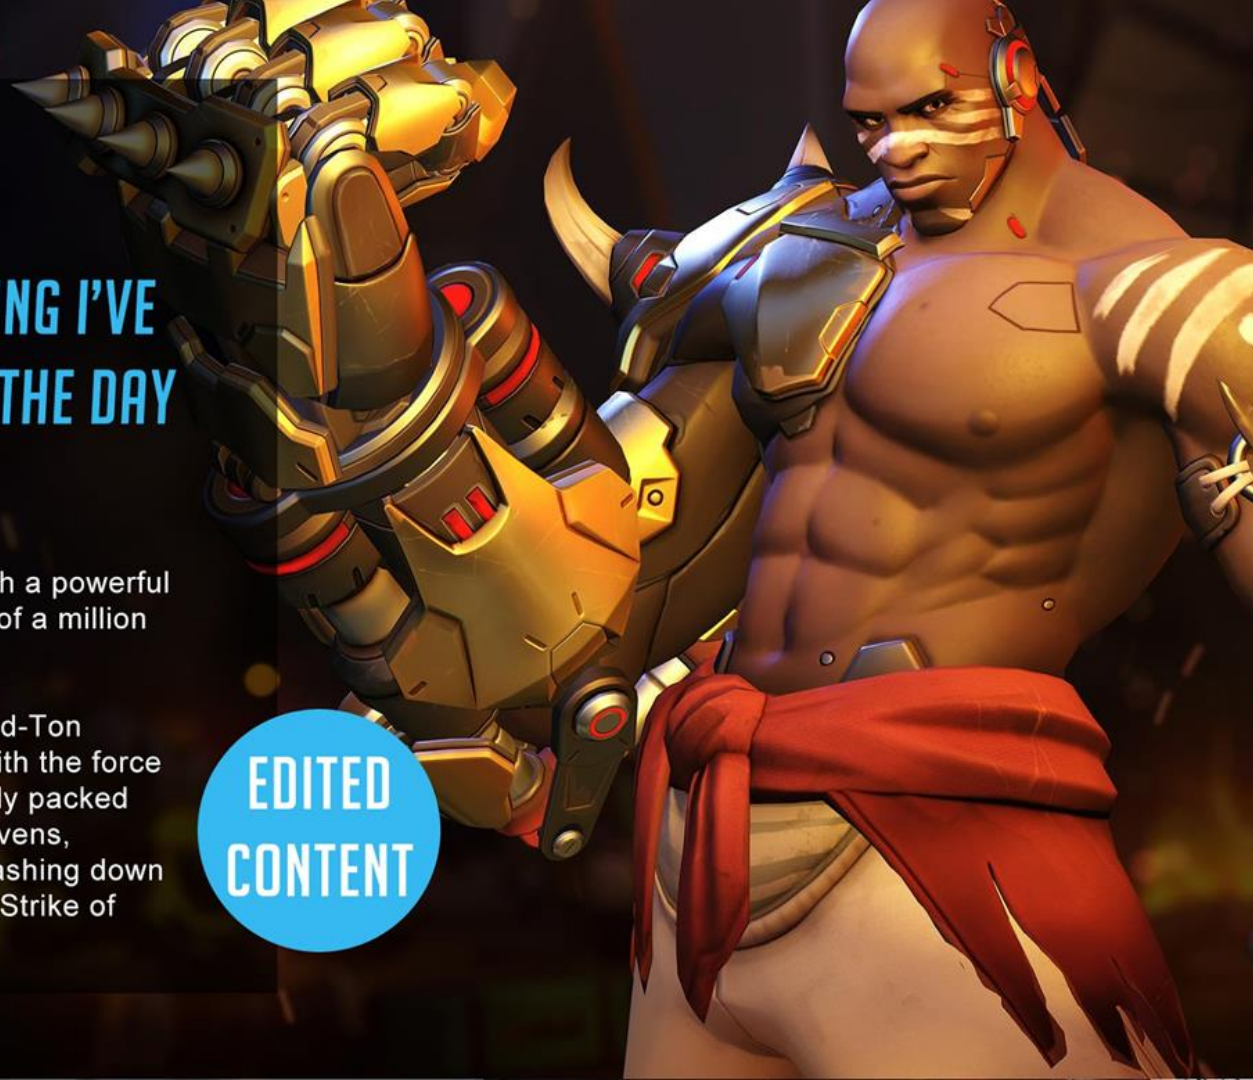 NG I'VE
THE DAY
h a powerful
of a million
d-Ton
ith the force
ly packed
vens,
ashing down
Strike of
EDITED
CONTENT